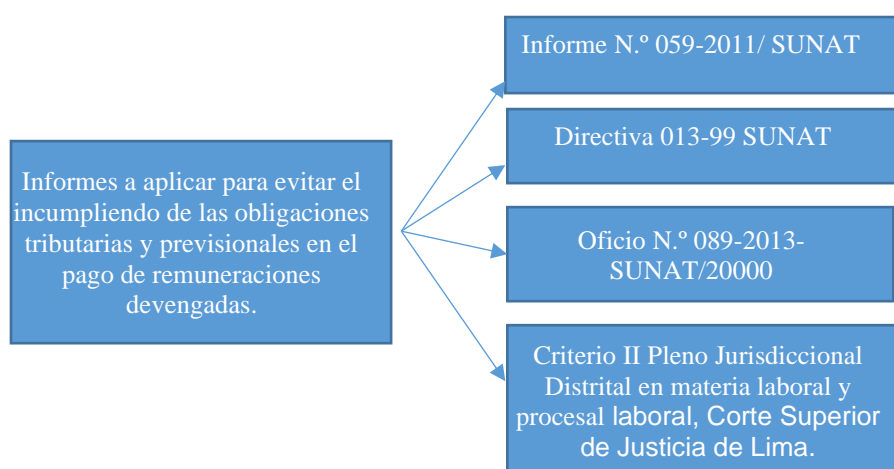 Informe N.º 059-2011/ SUNAT
Directiva 013-99 SUNAT
Informes a aplicar para evitar el
incumpliendo de las obligaciones
tributarias y previsionales en el
pago de remuneraciones
devengadas.
Oficio N.º 089-2013-
SUNAT/20000
Criterio II Pleno Jurisdiccional
Distrital en materia laboral y
procesal laboral, Corte Superior
de Justicia de Lima.